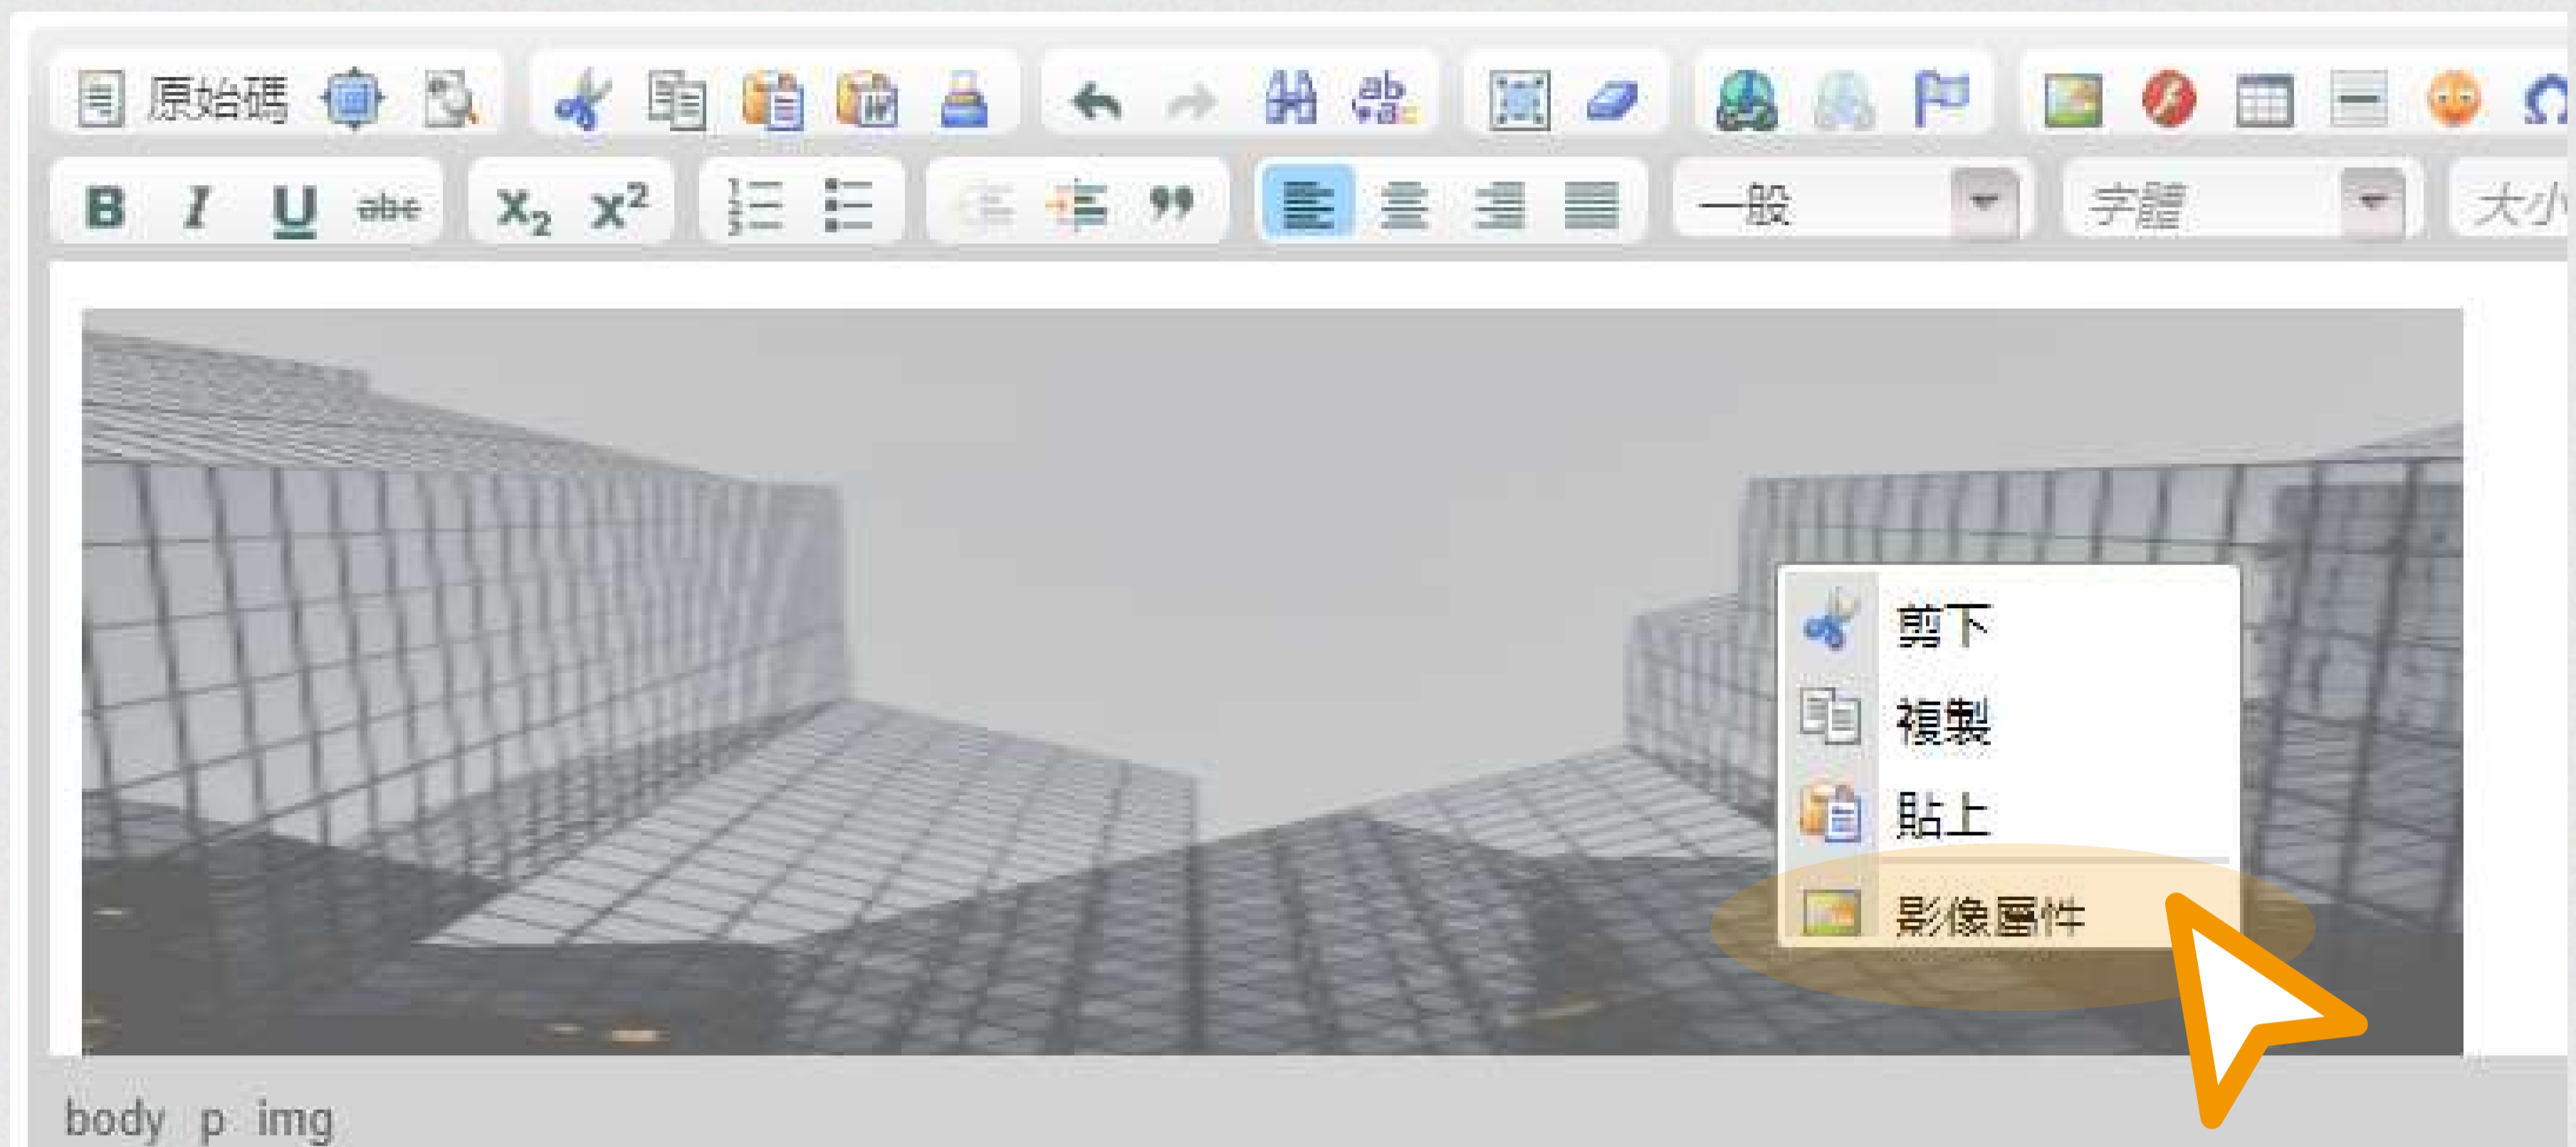 原始碼
一般 字體 大小
剪下
複製
貼上
影像屬性
body p img